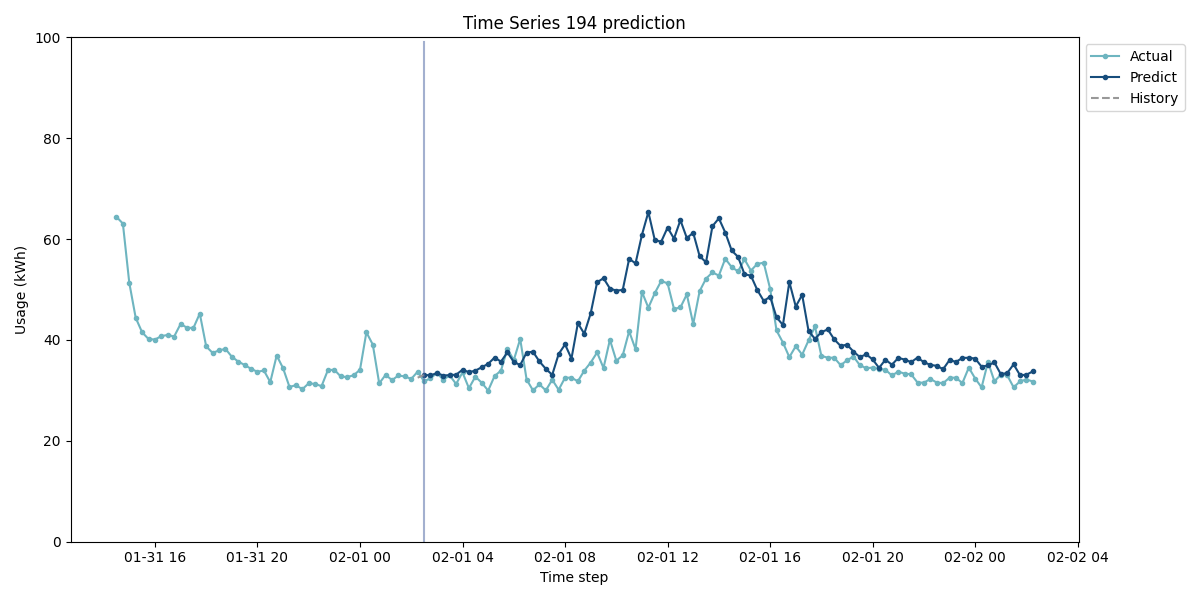 Time Series 194 prediction
100
80
60
40
20
0
Usage (kWh)
01-31 16
01-31 20
02-01 00
02-01 04
02-01 08
02-01 12
02-01 16
02-01 20
02-02 00
02-02 04
Time step
Actual
Predict
History